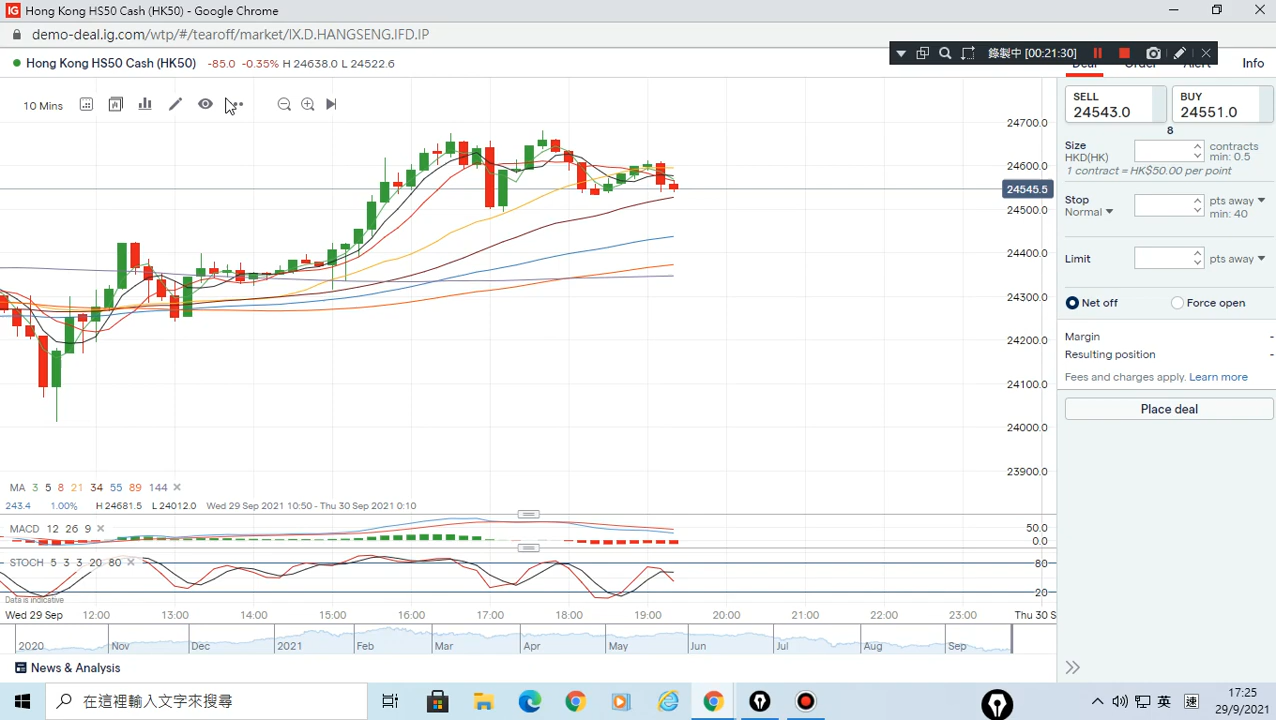 IG Hong Kong HS50 Cash (HK50) - Google Chrome
demo-deal.ig.com/wtp/#/tearoff/market/IX.D.HANGSENG.IFD.IP
錄製中 [00:21:30]
Hong Kong HS50 Cash (HK50) -85.0 -0.35% H 24638.0 L 24522.6
Info
10 Mins
SELL
24543.0
BUY
24551.0
8
Size
HKD(HK)
contracts
min: 0.5
1 contract = HK$50.00 per point
Stop
Normal
pts away
min: 40
Limit
pts away
Net off
Force open
Margin -
Resulting position -
Fees and charges apply. Learn more
Place deal
24700.0
24600.0
24545.5
24500.0
24400.0
24300.0
24200.0
24100.0
24000.0
23900.0
MA 3 5 8 21 34 55 89 144
243.4 1.00% H 24681.5 L 24012.0 Wed 29 Sep 2021 10:50 - Thu 30 Sep 2021 0:10
MACD 12 26 9
50.0
0.0
STOCH 5 3 3 20 80
80
20
Data is indicative
Wed 29 Sep 12:00 13:00 14:00 15:00 16:00 17:00 18:00 19:00 20:00 21:00 22:00 23:00 Thu 30 S
2020 Nov Dec 2021 Feb Mar Apr May Jun Jul Aug Sep
News & Analysis
在這裡輸入文字來搜尋
英
17:25
29/9/2021